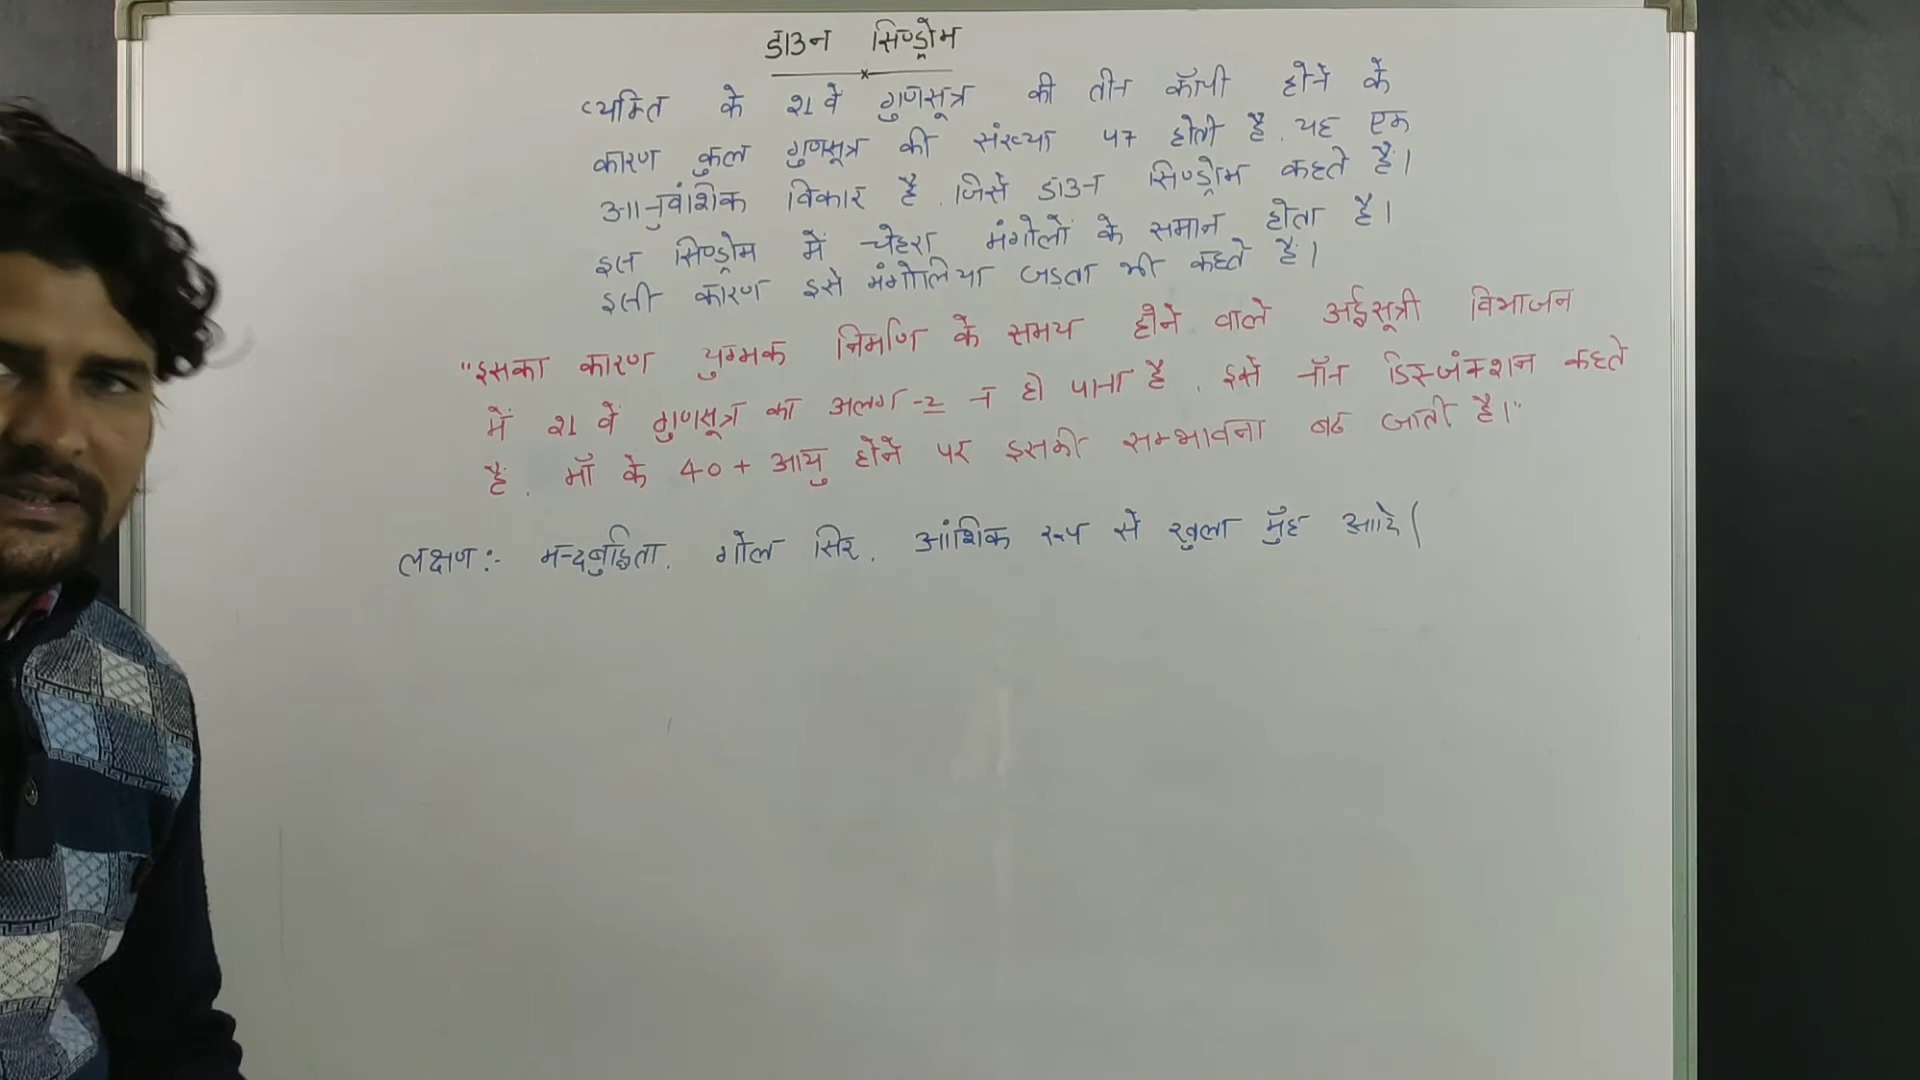 डाउन सिण्ड्रोम
व्यक्ति के 21 वे गुणसूत्र की तीन कॉपी होने के
कारण कुल गुणसूत्र की संख्या 47 होती है. यह एक
आनुवंशिक विकार है. जिसे डाउन सिण्ड्रोम कहते हैं।
इस सिण्ड्रोम में चेहरा मंगोलों के समान होता है।
इसी कारण इसे मंगोलिया जड़ता भी कहते हैं।
"इसका कारण युग्मक निर्माण के समय होने वाले अर्द्धसूत्री विभाजन
में 21 वें गुणसूत्र का अलग-2 न हो पाना है. इसे नॉन डिस्जंक्शन कहते
हैं. माँ के 40+ आयु होने पर इसकी सम्भावना बढ जाती है।"
लक्षण:- मन्दबुद्धिता. गोल सिर. आंशिक रूप से खुला मुँह आदि।